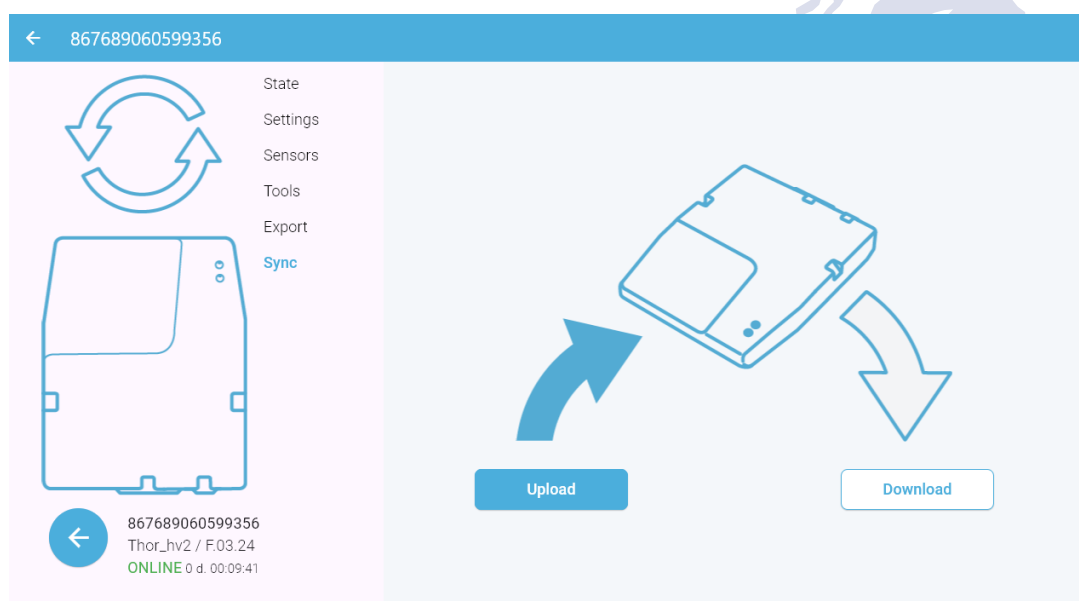 867689060599356
State
Settings
Sensors
Tools
Export
Sync
867689060599356
Thor_hv2 / F.03.24
ONLINE 0 d. 00:09:41
Upload
Download